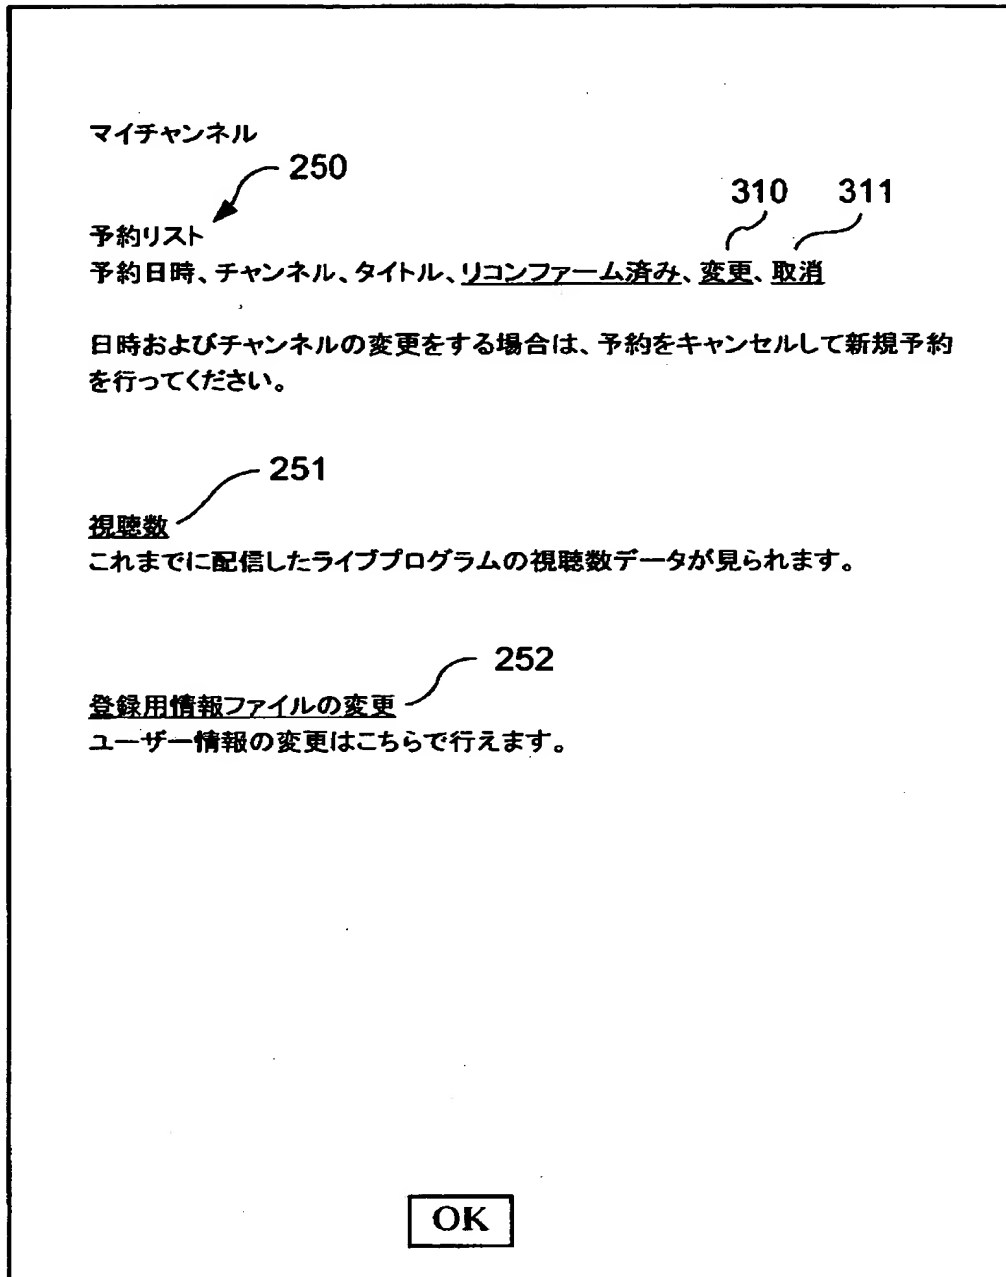 マイチャンネル
250
310 311
予約リスト
予約日時、チャンネル、タイトル、リコンファーム済み、変更、取消
日時およびチャンネルの変更をする場合は、予約をキャンセルして新規予約
を行ってください。
251
視聴数
これまでに配信したライブプログラムの視聴数データが見られます。
252
登録用情報ファイルの変更
ユーザー情報の変更はこちらで行えます。
OK